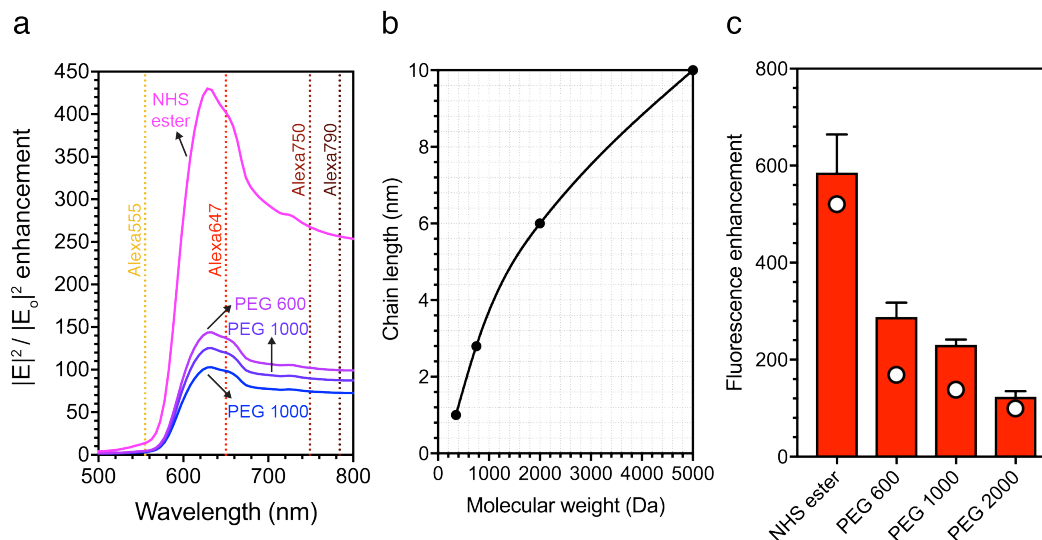 a
|E|² / |Eₒ|² enhancement
450
400
350
300
250
200
150
100
50
0
500
600
700
800
Wavelength (nm)
NHS
ester
Alexa555
Alexa647
Alexa750
Alexa790
PEG 600
PEG 1000
PEG 1000
b
Chain length (nm)
10
8
6
4
2
0
0
1000
2000
3000
4000
5000
Molecular weight (Da)
c
Fluorescence enhancement
800
600
400
200
0
NHS ester
PEG 600
PEG 1000
PEG 2000